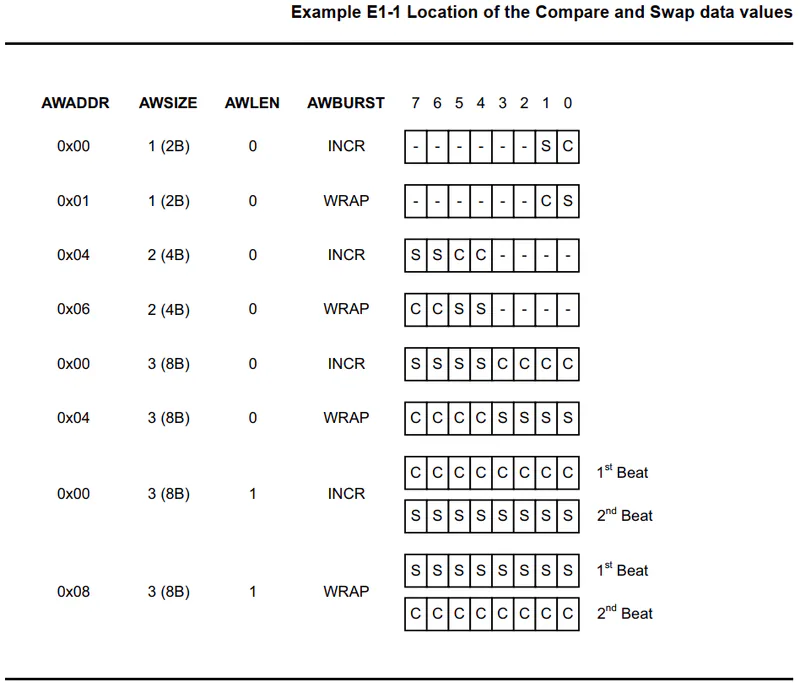 Example E1-1 Location of the Compare and Swap data values
AWADDR AWSIZE AWLEN AWBURST 7 6 5 4 3 2 1 0
0x00 1 (2B) 0 INCR - - - - - - S C
0x01 1 (2B) 0 WRAP - - - - - - C S
0x04 2 (4B) 0 INCR S S C C - - - -
0x06 2 (4B) 0 WRAP C C S S - - - -
0x00 3 (8B) 0 INCR S S S S C C C C
0x04 3 (8B) 0 WRAP C C C C S S S S
C C C C C C C C 1st Beat
0x00 3 (8B) 1 INCR
S S S S S S S S 2nd Beat
S S S S S S S S 1st Beat
0x08 3 (8B) 1 WRAP
C C C C C C C C 2nd Beat